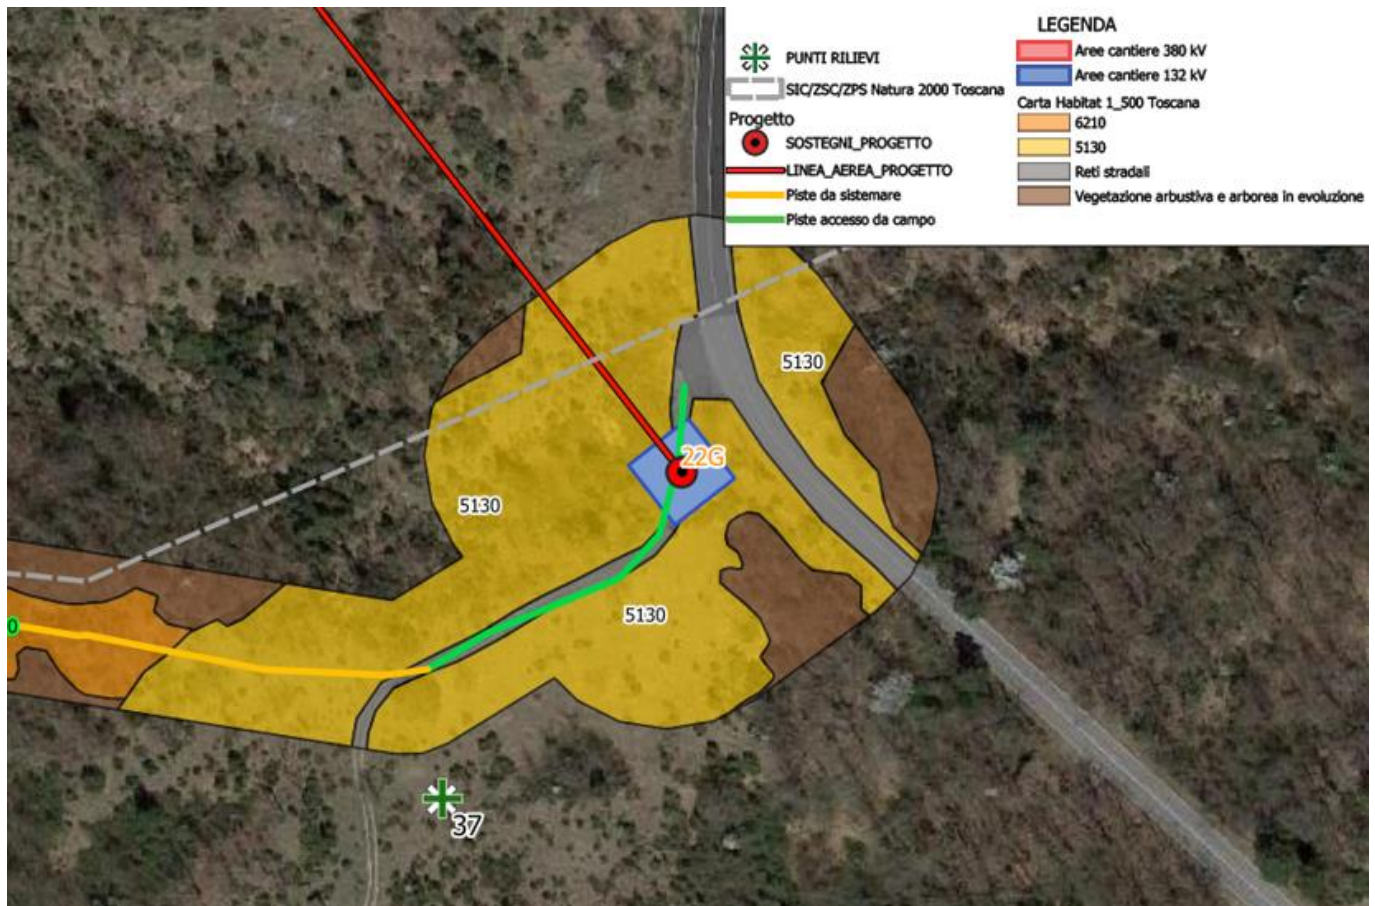 LEGENDA
PUNTI RILIEVI
SIC/ZSC/ZPS Natura 2000 Toscana
Progetto
SOSTEGNI_PROGETTO
LINEA_AEREA_PROGETTO
Piste da sistemare
Piste accesso da campo
Aree cantiere 380 kV
Aree cantiere 132 kV
Carta Habitat 1_500 Toscana
6210
5130
Reti stradali
Vegetazione arbustiva e arborea in evoluzione
5130
22G
5130
5130
0
37